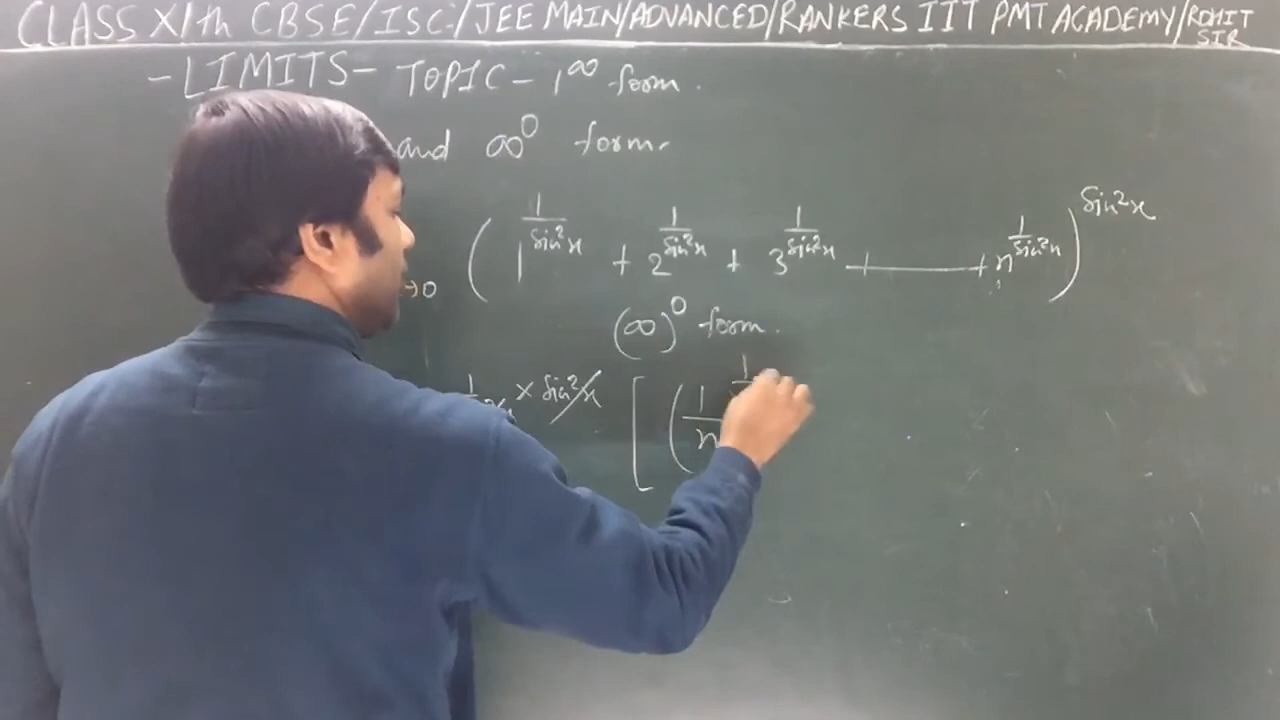 CLASS XIth CBSE/ISC/JEE MAIN/ADVANCED/RANKERS IIT PMT ACADEMY/ROHIT SIR
-LIMITS- TOPIC - 1^∞ form.
and ∞^0 form.
→0 (1^(1/sin²x) + 2^(1/sin²x) + 3^(1/sin²x) + — + n^(1/sin²x))^(sin²x)
(∞)^0 form.
1 × sin²x [(1/n